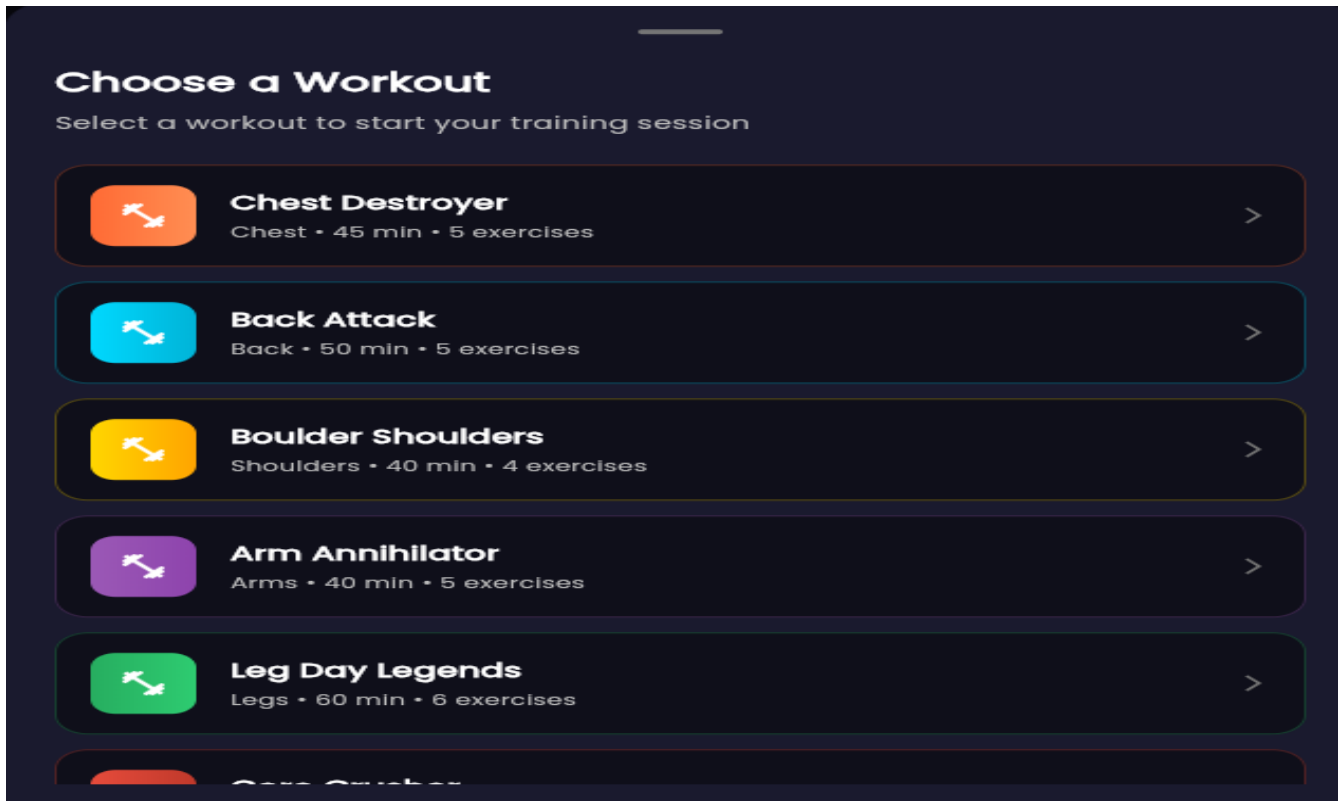 Choose a Workout
Select a workout to start your training session
Chest Destroyer
Chest • 45 min • 5 exercises
Back Attack
Back • 50 min • 5 exercises
Boulder Shoulders
Shoulders • 40 min • 4 exercises
Arm Annihilator
Arms • 40 min • 5 exercises
Leg Day Legends
Legs • 60 min • 6 exercises
Core Crusher